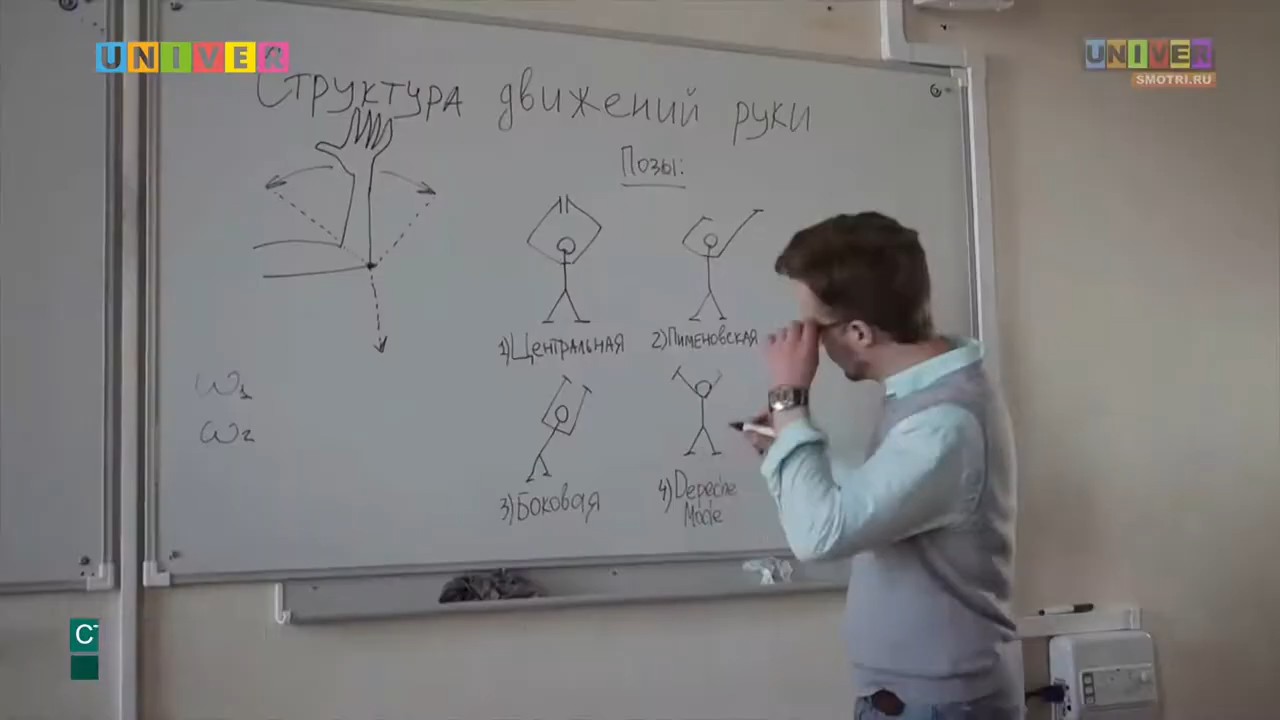 UNIVER
UNIVER
SMOTRI.RU
Структура движений руки
Позы:
1)Центральная
2)Пименовская
ω1
ω2
3)Боковая
4)Depeche
Mode
C-